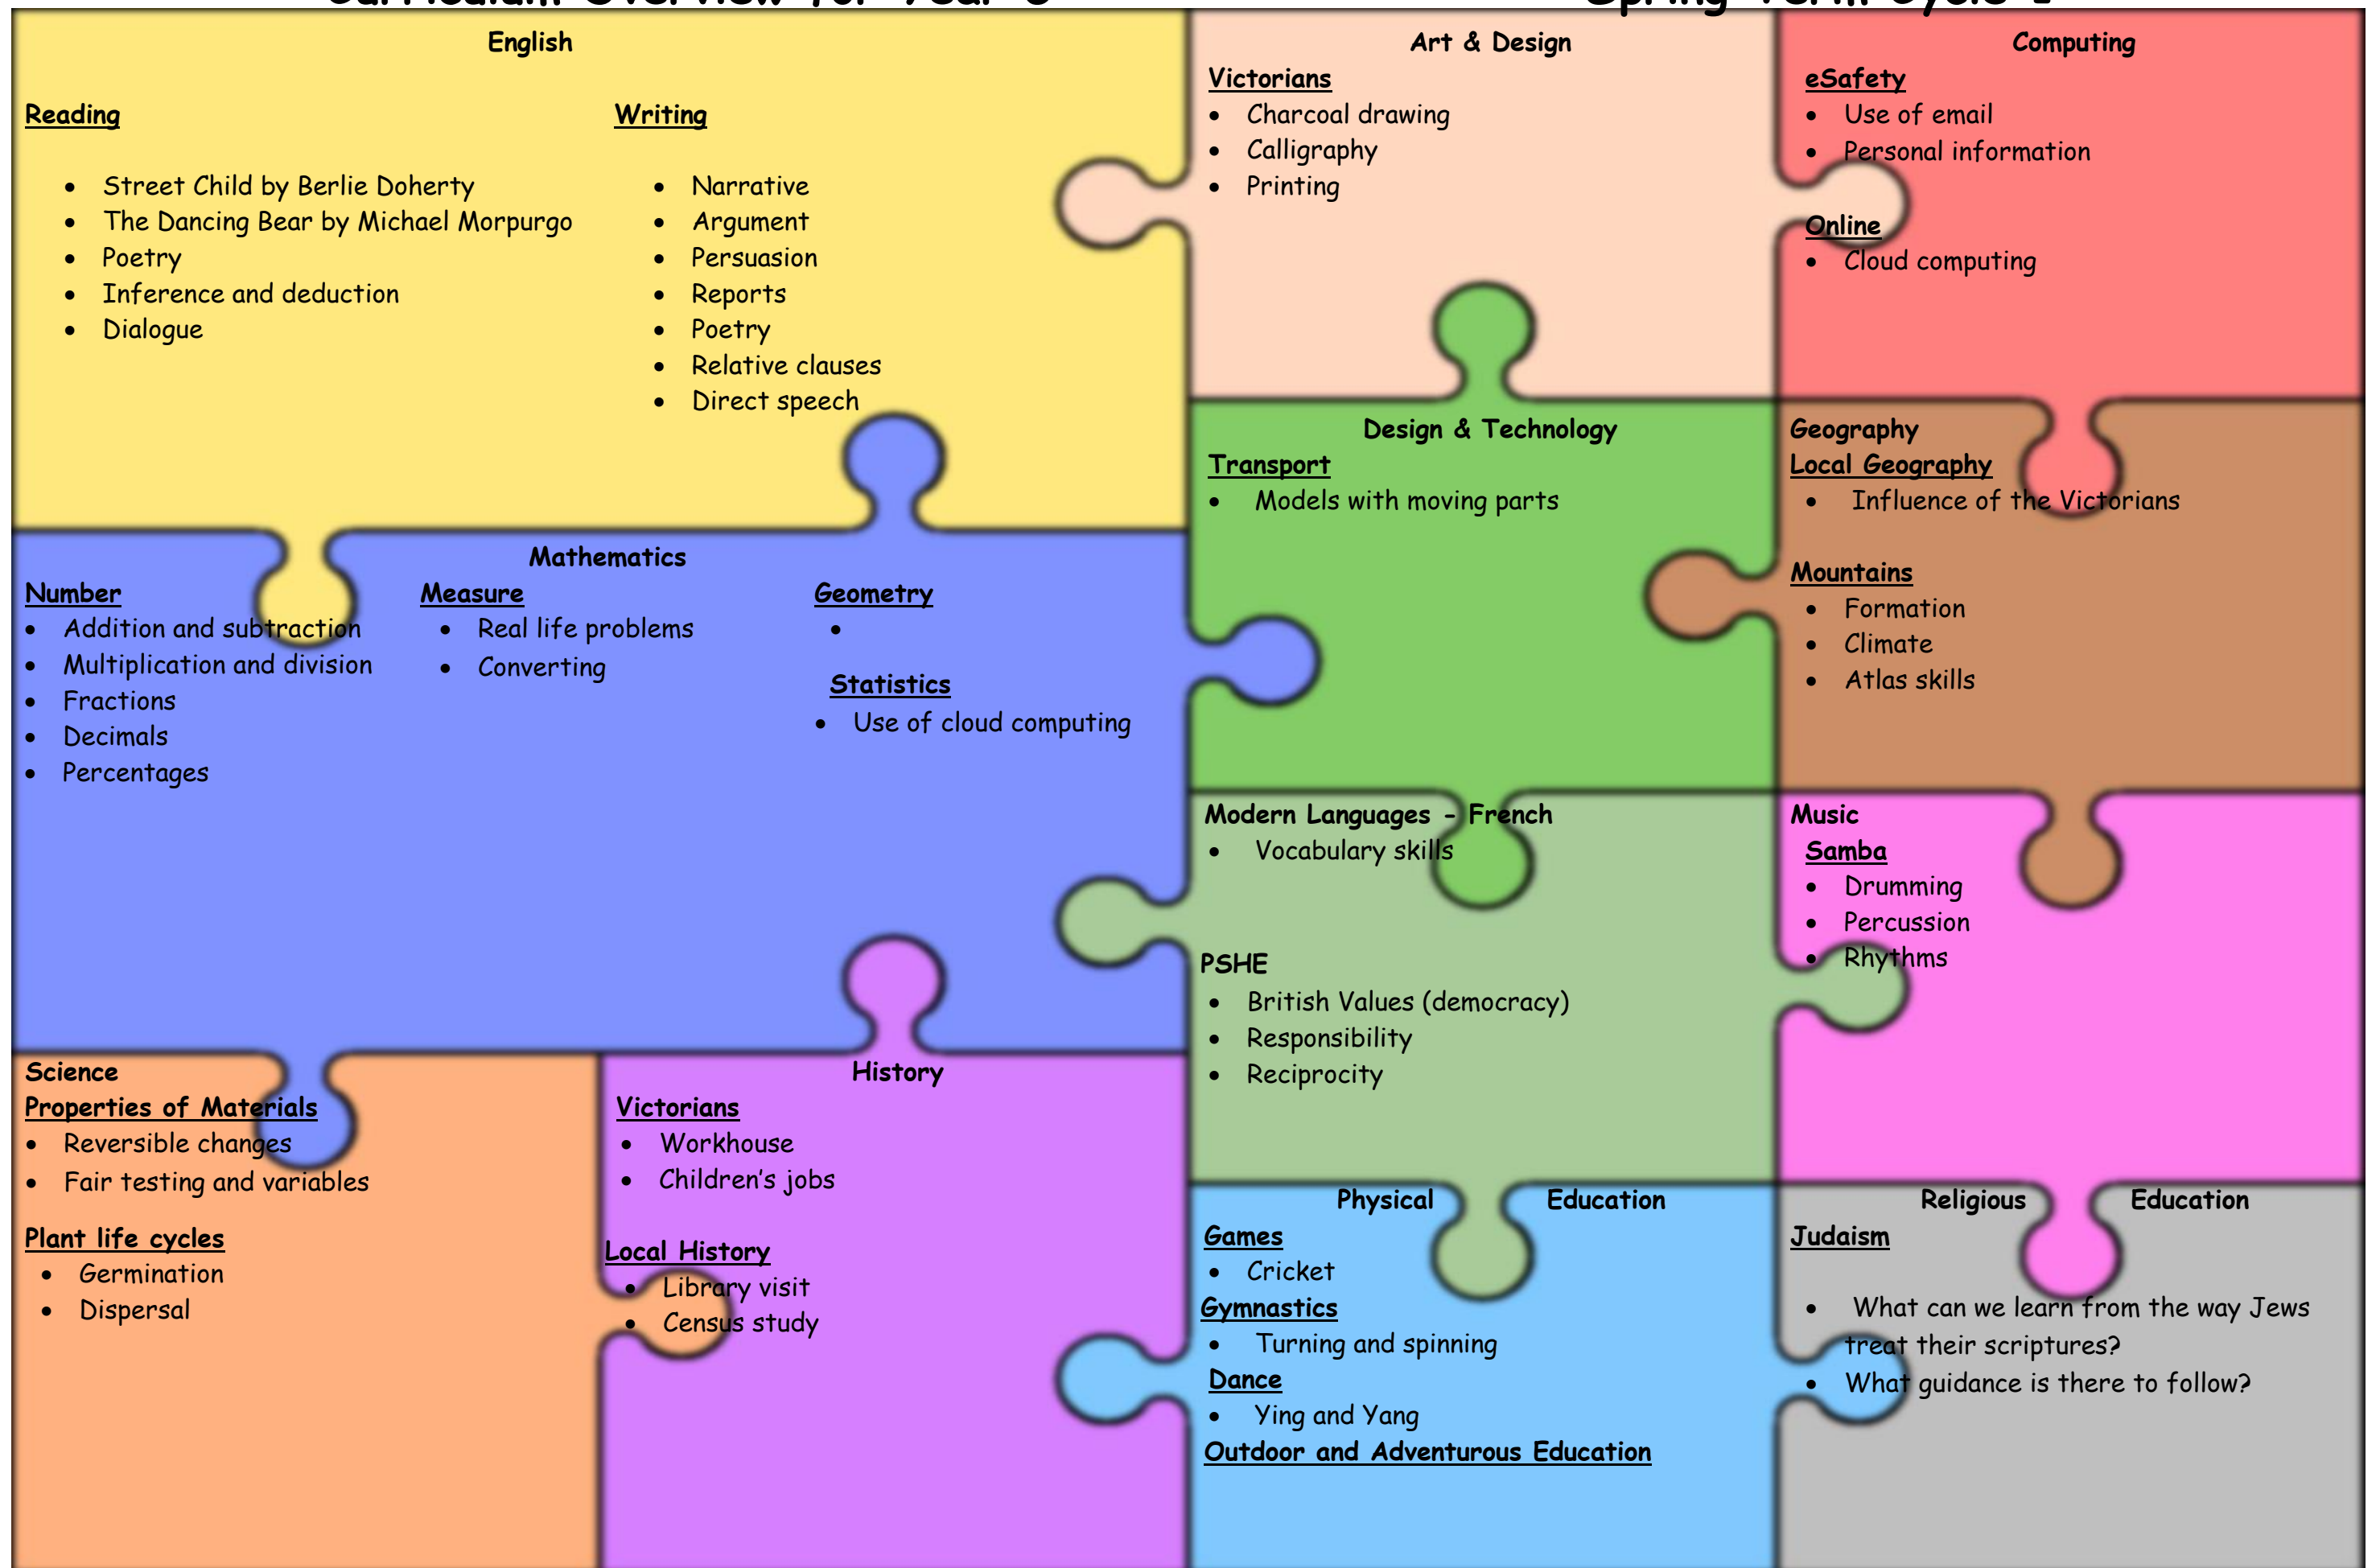 Curriculum Overview for Year
Spring Term Cycle
English
Reading
• Street Child by Berlie Doherty
• The Dancing Bear by Michael Morpurgo
• Poetry
• Inference and deduction
• Dialogue
Writing
• Narrative
• Argument
• Persuasion
• Reports
• Poetry
• Relative clauses
• Direct speech
Art & Design
Victorians
• Charcoal drawing
• Calligraphy
• Printing
Computing
eSafety
• Use of email
• Personal information
Online
• Cloud computing
Design & Technology
Transport
• Models with moving parts
Geography
Local Geography
• Influence of the Victorians
Mountains
• Formation
• Climate
• Atlas skills
Mathematics
Number
• Addition and subtraction
• Multiplication and division
• Fractions
• Decimals
• Percentages
Measure
• Real life problems
• Converting
Geometry
•
Statistics
• Use of cloud computing
Modern Languages - French
• Vocabulary skills
PSHE
• British Values (democracy)
• Responsibility
• Reciprocity
Music
Samba
• Drumming
• Percussion
• Rhythms
Science
Properties of Materials
• Reversible changes
• Fair testing and variables
Plant life cycles
• Germination
• Dispersal
History
Victorians
• Workhouse
• Children's jobs
Local History
• Library visit
• Census study
Physical Education
Games
• Cricket
Gymnastics
• Turning and spinning
Dance
• Ying and Yang
Outdoor and Adventurous Education
Religious Education
Judaism
• What can we learn from the way Jews
treat their scriptures?
• What guidance is there to follow?